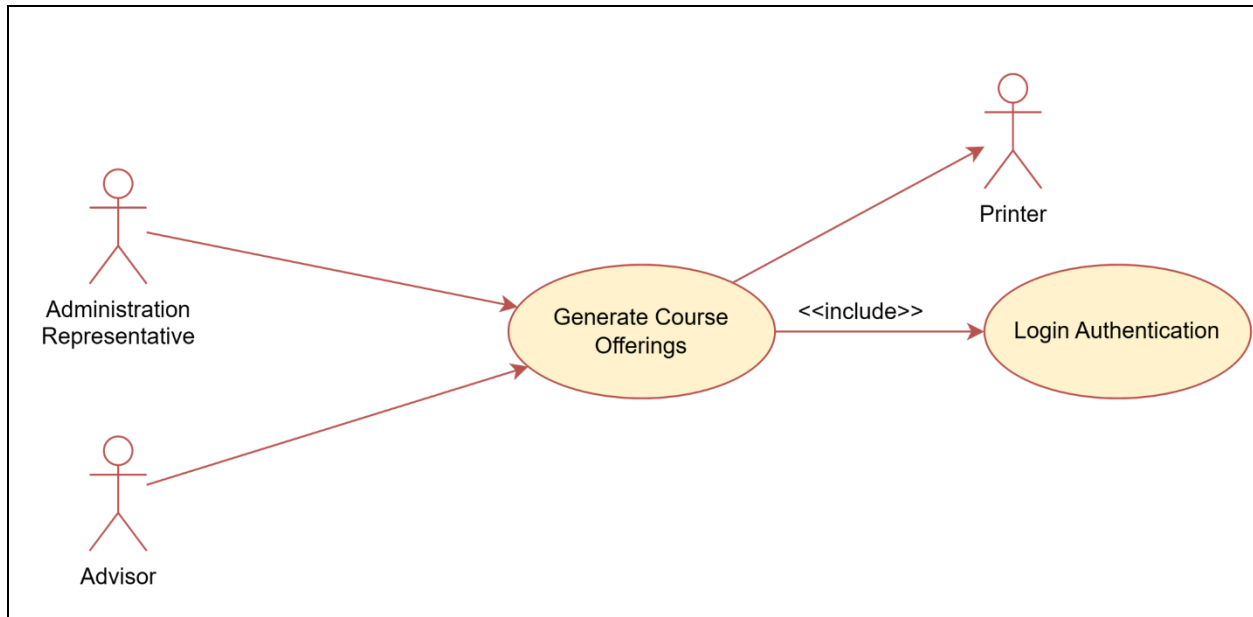 Printer
Administration
Representative
Generate Course
Offerings
<<include>>
Login Authentication
Advisor